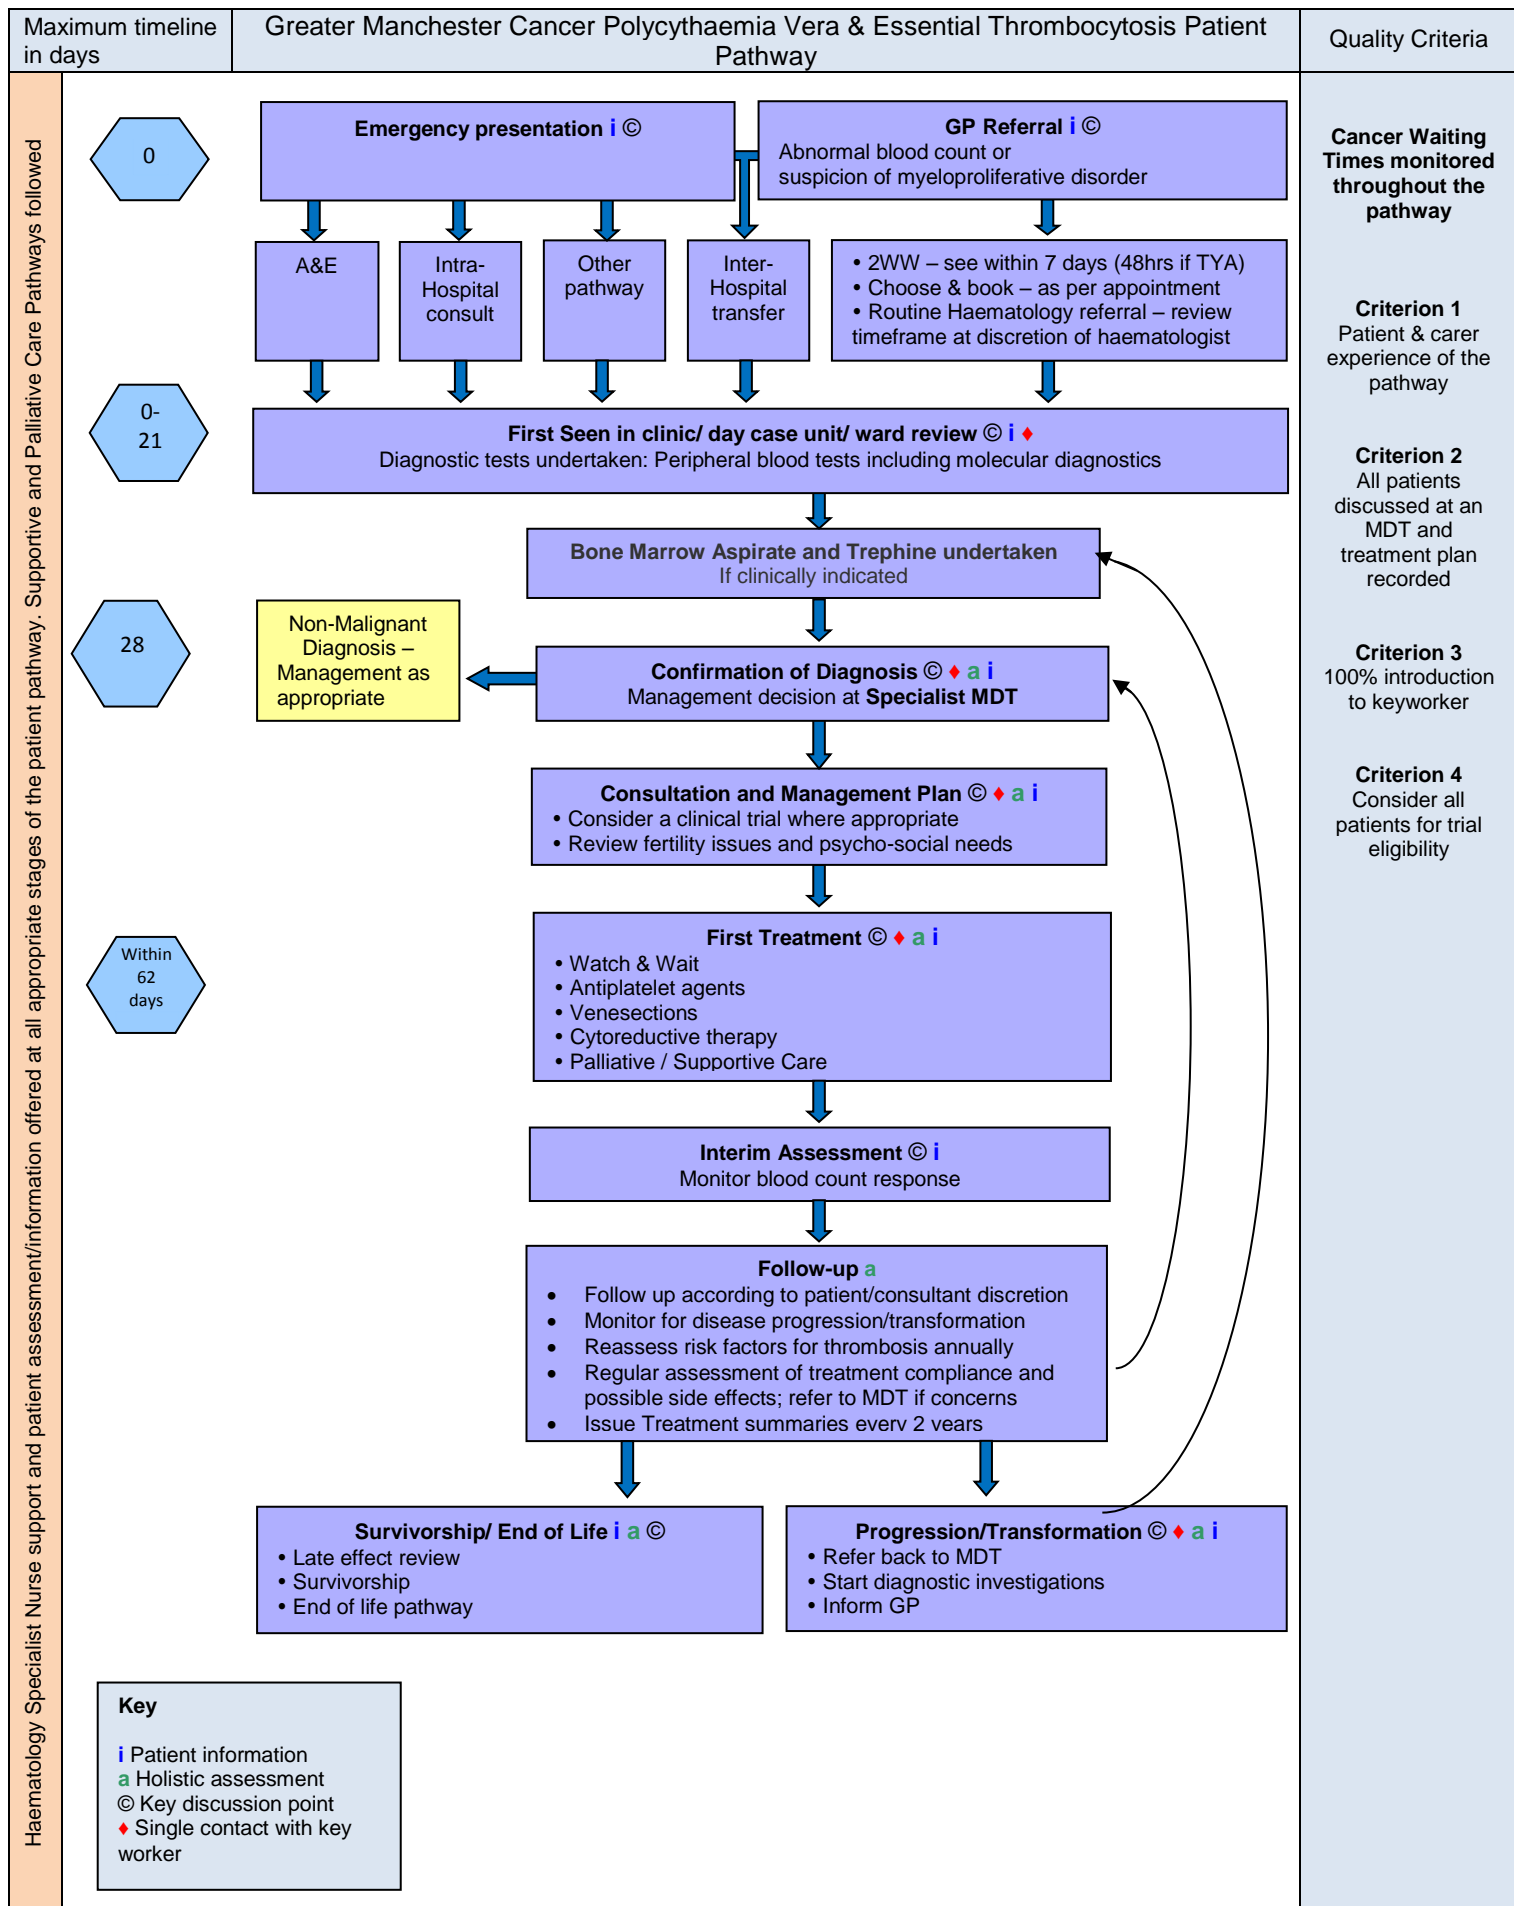 Maximum timeline
in days
Greater Manchester Cancer Polycythaemia Vera & Essential Thrombocytosis Patient
Pathway
Quality Criteria
Haematology Specialist Nurse support and patient assessment/information offered at all appropriate stages of the patient pathway. Supportive and Palliative Care Pathways followed
0
Emergency presentation i ©
GP Referral i ©
Abnormal blood count or
suspicion of myeloproliferative disorder
A&E
Intra-
Hospital
consult
Other
pathway
Inter-
Hospital
transfer
• 2WW – see within 7 days (48hrs if TYA)
• Choose & book – as per appointment
• Routine Haematology referral – review
timeframe at discretion of haematologist
0-
21
First Seen in clinic/ day case unit/ ward review © i ♦
Diagnostic tests undertaken: Peripheral blood tests including molecular diagnostics
Bone Marrow Aspirate and Trephine undertaken
If clinically indicated
28
Non-Malignant
Diagnosis –
Management as
appropriate
Confirmation of Diagnosis © ♦ a i
Management decision at Specialist MDT
Consultation and Management Plan © ♦ a i
• Consider a clinical trial where appropriate
• Review fertility issues and psycho-social needs
Within
62
days
First Treatment © ♦ a i
• Watch & Wait
• Antiplatelet agents
• Venesections
• Cytoreductive therapy
• Palliative / Supportive Care
Interim Assessment © i
Monitor blood count response
Follow-up a
• Follow up according to patient/consultant discretion
• Monitor for disease progression/transformation
• Reassess risk factors for thrombosis annually
• Regular assessment of treatment compliance and
possible side effects; refer to MDT if concerns
• Issue Treatment summaries every 2 years
Survivorship/ End of Life i a ©
• Late effect review
• Survivorship
• End of life pathway
Progression/Transformation © ♦ a i
• Refer back to MDT
• Start diagnostic investigations
• Inform GP
Key
i Patient information
a Holistic assessment
© Key discussion point
♦ Single contact with key
worker
Cancer Waiting
Times monitored
throughout the
pathway
Criterion 1
Patient & carer
experience of the
pathway
Criterion 2
All patients
discussed at an
MDT and
treatment plan
recorded
Criterion 3
100% introduction
to keyworker
Criterion 4
Consider all
patients for trial
eligibility